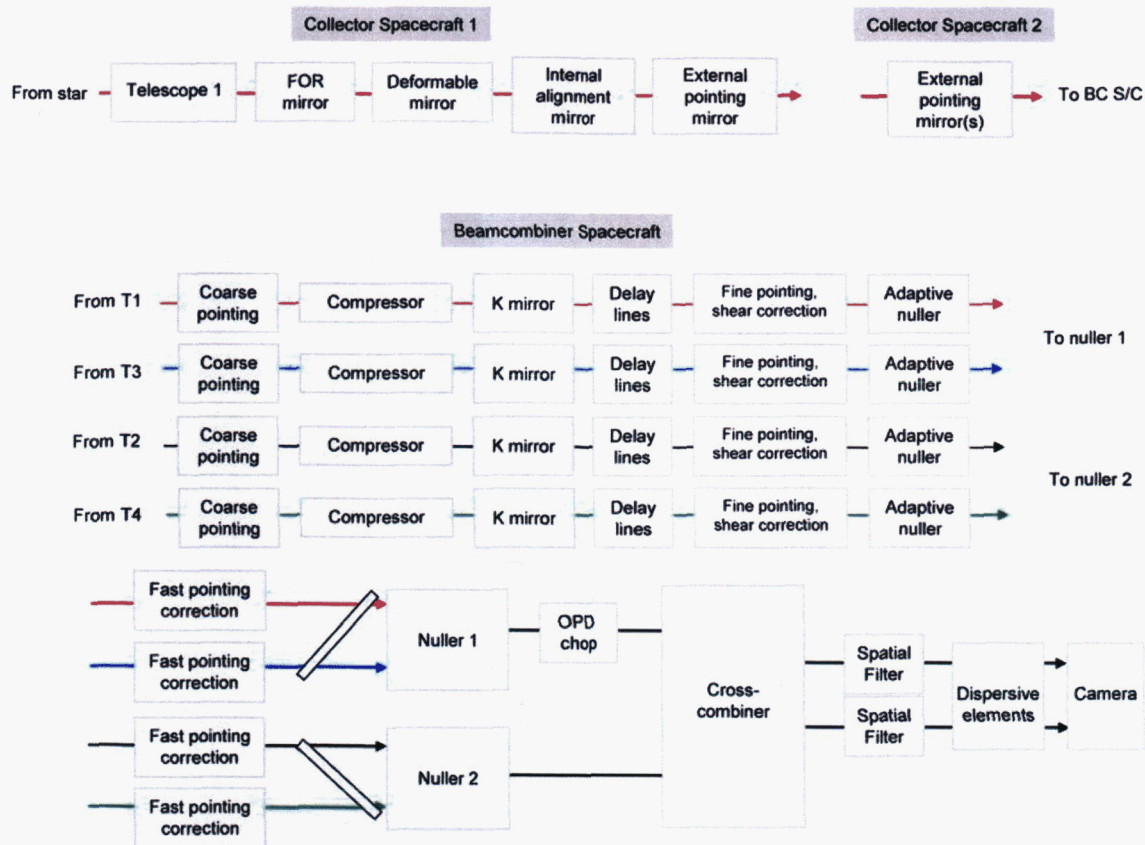 Collector Spacecraft 1
Collector Spacecraft 2
From star
Telescope 1
FOR
mirror
Deformable
mirror
Internal
alignment
mirror
External
pointing
mirror
External
pointing
mirror(s)
To BC S/C
Beamcombiner Spacecraft
From T1
Coarse
pointing
Compressor
K mirror
Delay
lines
Fine pointing,
shear correction
Adaptive
nuller
To nuller 1
From T3
Coarse
pointing
Compressor
K mirror
Delay
lines
Fine pointing,
shear correction
Adaptive
nuller
From T2
Coarse
pointing
Compressor
K mirror
Delay
lines
Fine pointing,
shear correction
Adaptive
nuller
To nuller 2
From T4
Coarse
pointing
Compressor
K mirror
Delay
lines
Fine pointing,
shear correction
Adaptive
nuller
Fast pointing
correction
Fast pointing
correction
Nuller 1
OPD
chop
Fast pointing
correction
Fast pointing
correction
Nuller 2
Cross-
combiner
Spatial
Filter
Spatial
Filter
Dispersive
elements
Camera